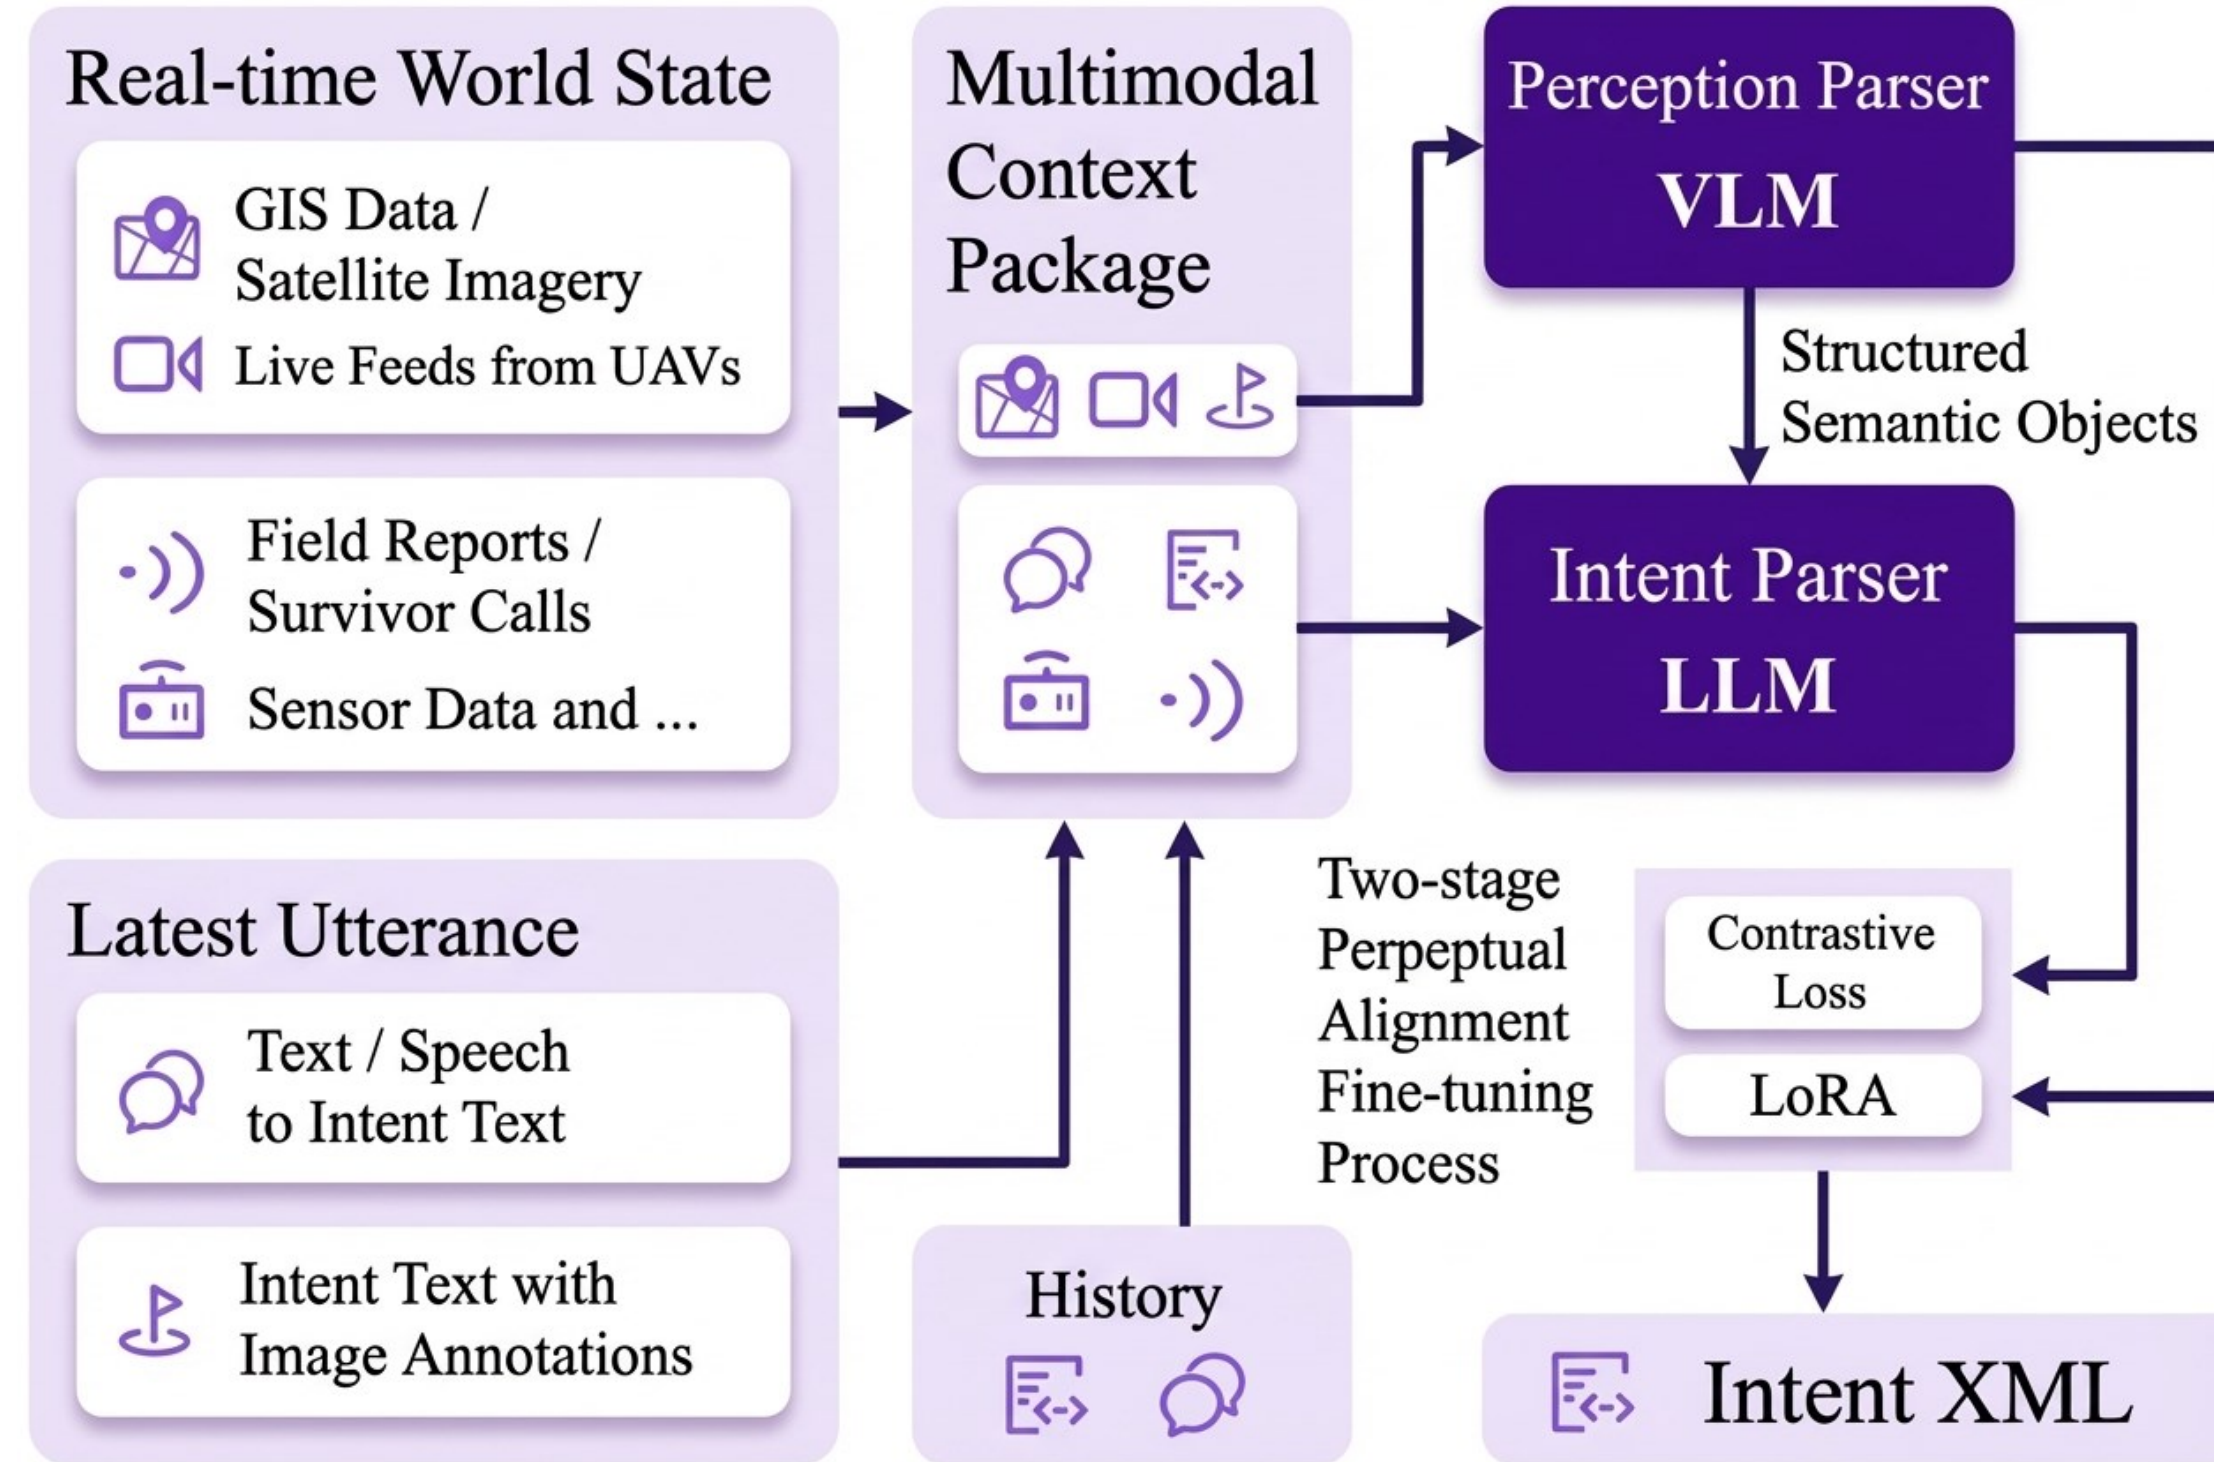 Real-time World State
GIS Data /
Satellite Imagery
Live Feeds from UAVs
Field Reports /
Survivor Calls
Sensor Data and ...
Latest Utterance
Text / Speech
to Intent Text
Intent Text with
Image Annotations
Multimodal
Context
Package
History
Perception Parser
VLM
Structured
Semantic Objects
Intent Parser
LLM
Two-stage
Perpeptual
Alignment
Fine-tuning
Process
Contrastive
Loss
LoRA
Intent XML